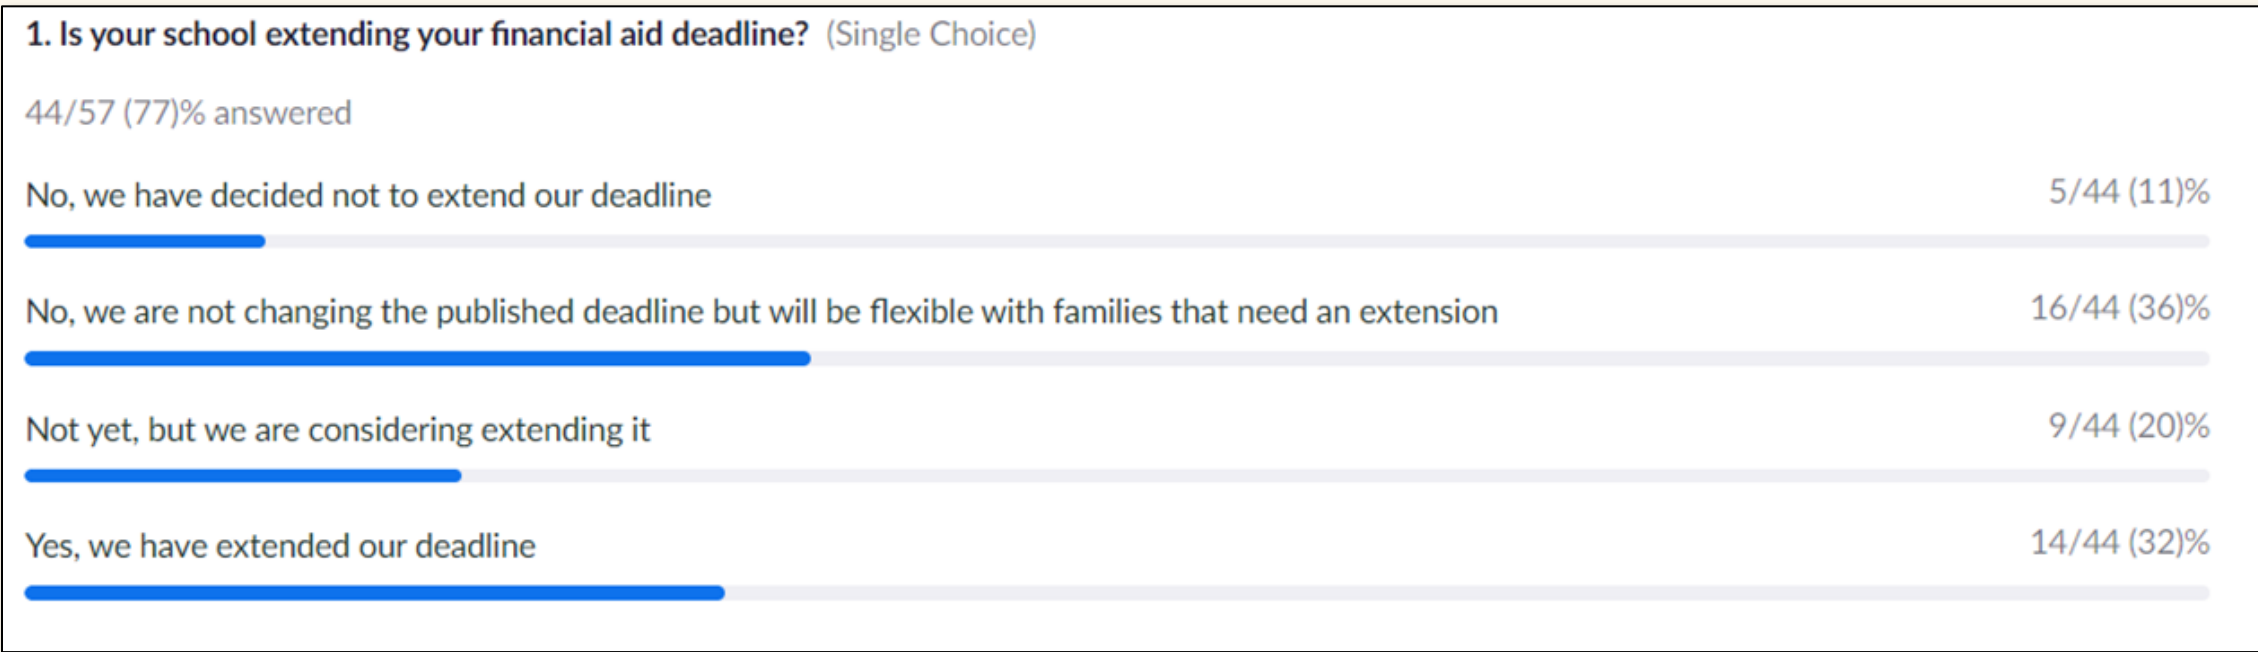 1. Is your school extending your financial aid deadline? (Single Choice)
44/57 (77)% answered
No, we have decided not to extend our deadline 5/44 (11)%
No, we are not changing the published deadline but will be flexible with families that need an extension 16/44 (36)%
Not yet, but we are considering extending it 9/44 (20)%
Yes, we have extended our deadline 14/44 (32)%